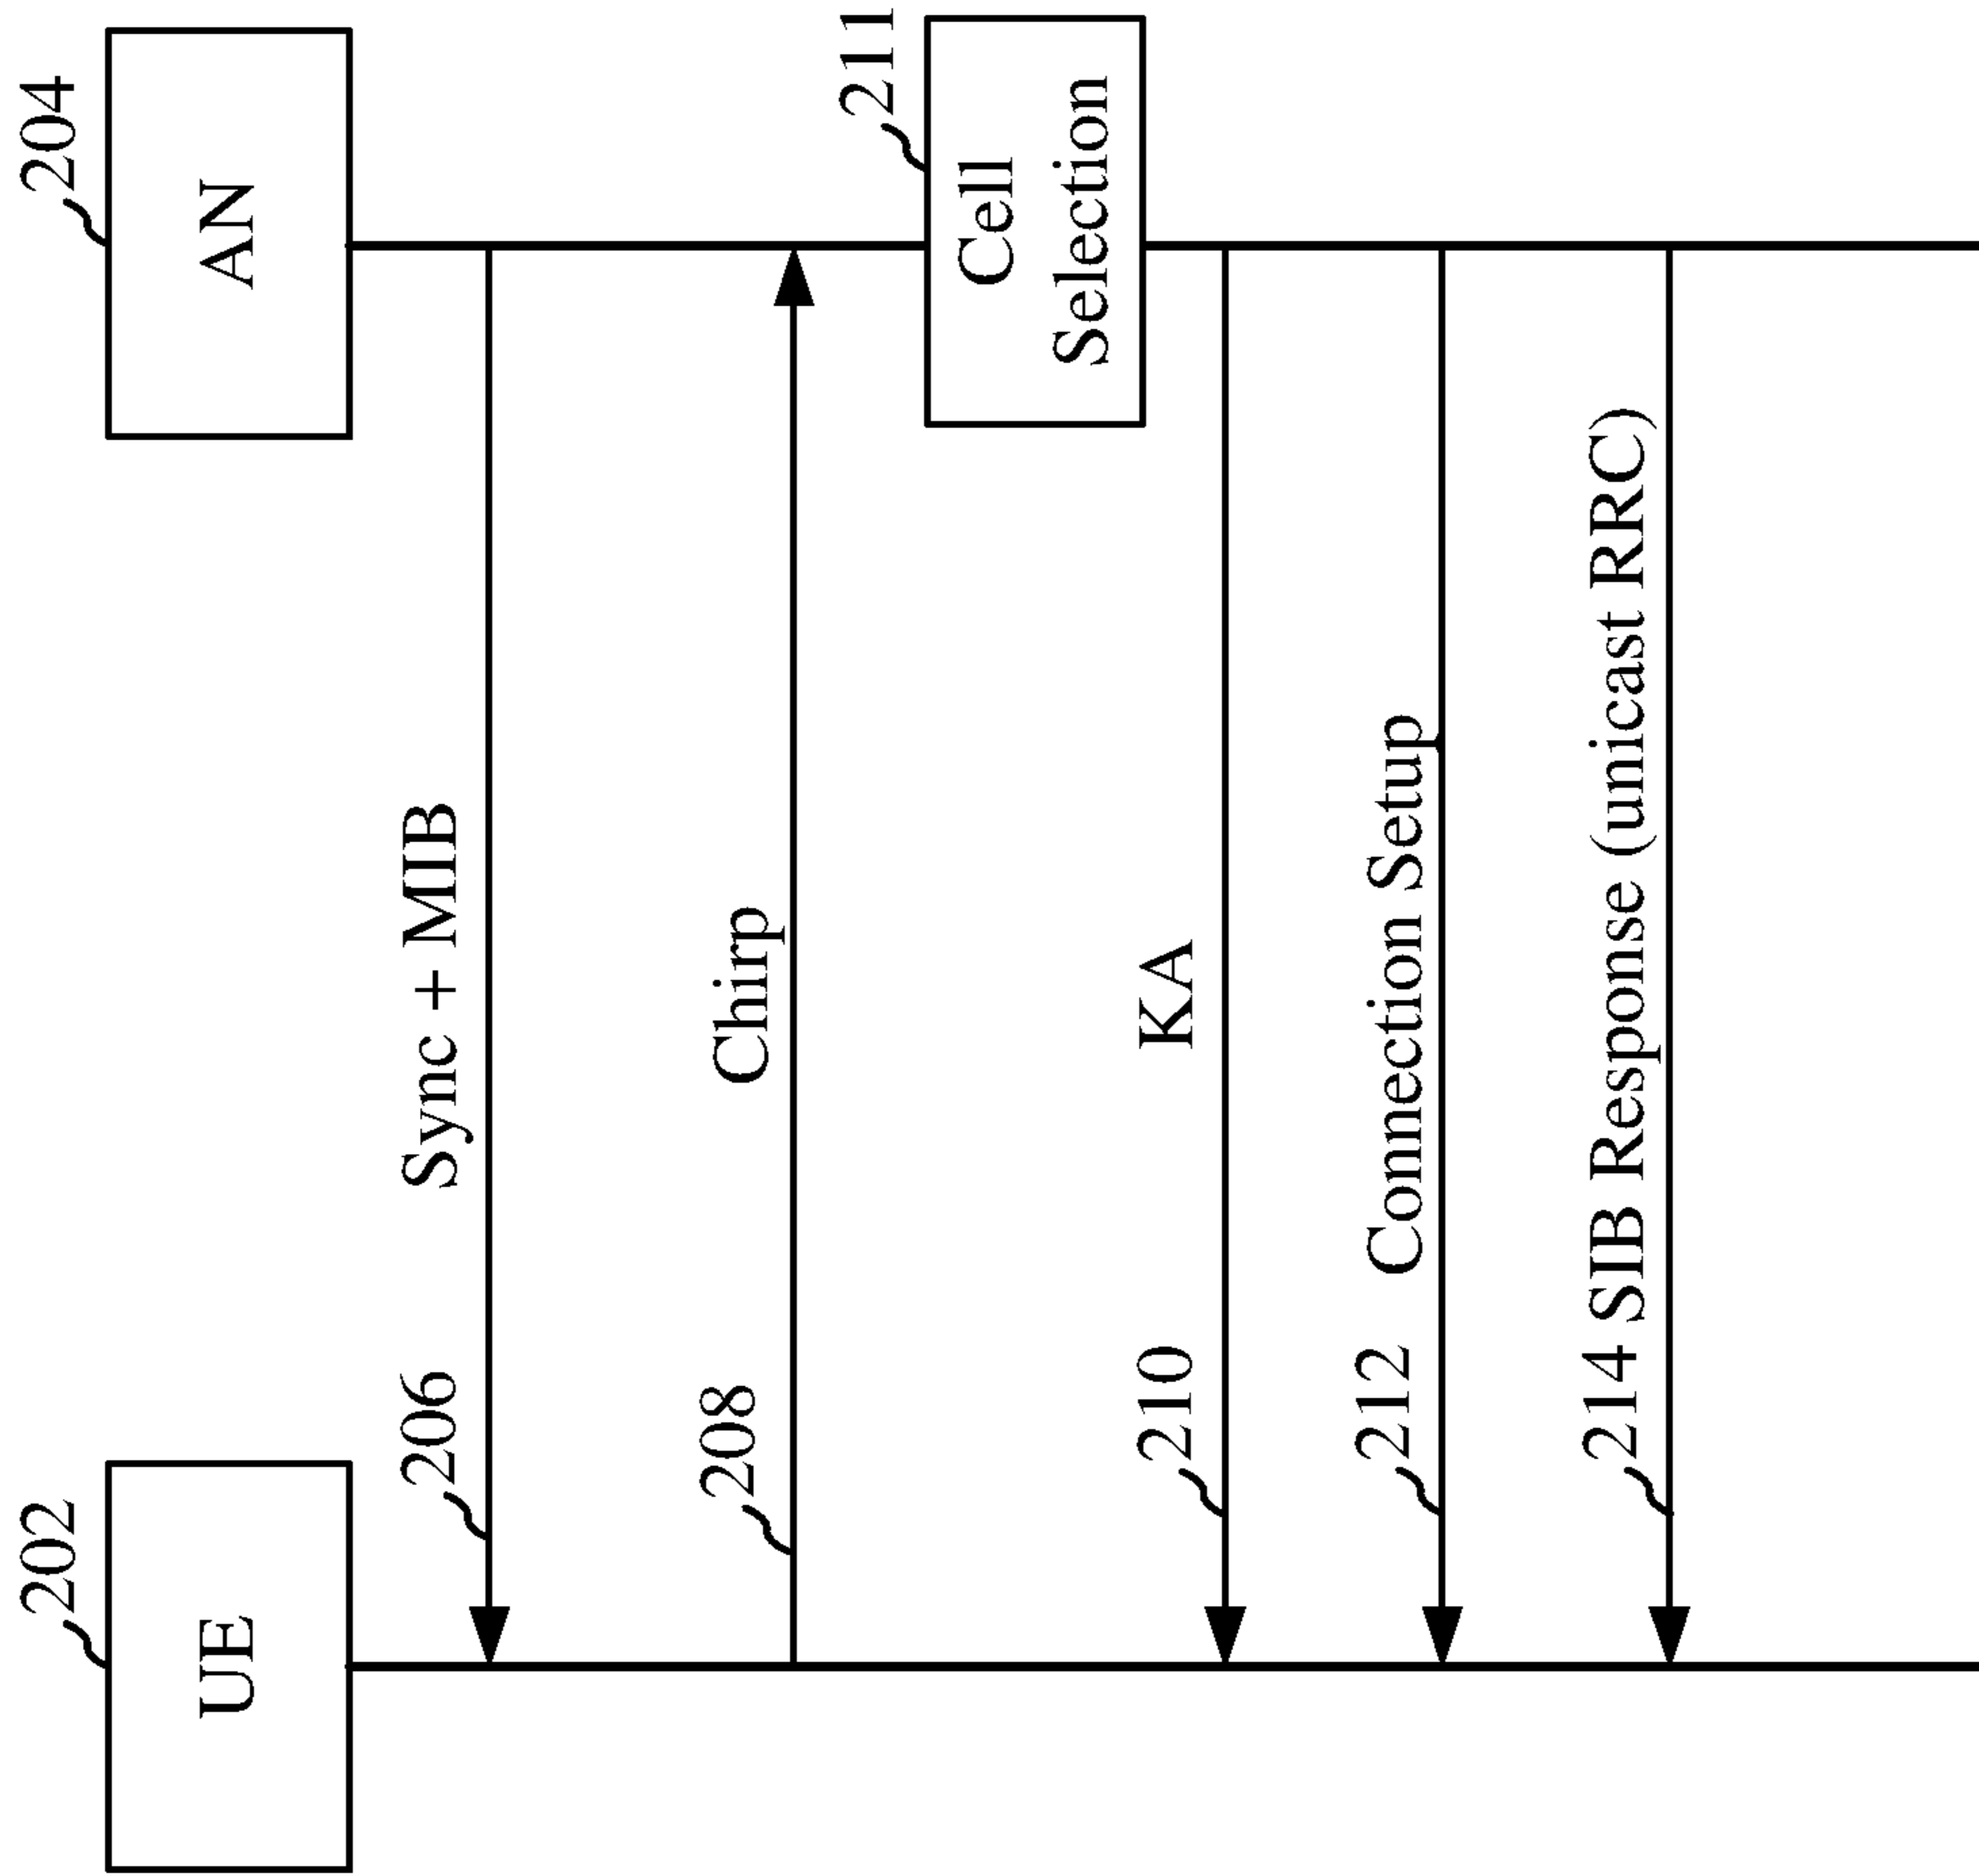 202
UE
204
AN
206
Sync + MIB
208
Chirp
211
Cell
Selection
210
KA
212
Connection Setup
214
SIB Response (unicast RRC)